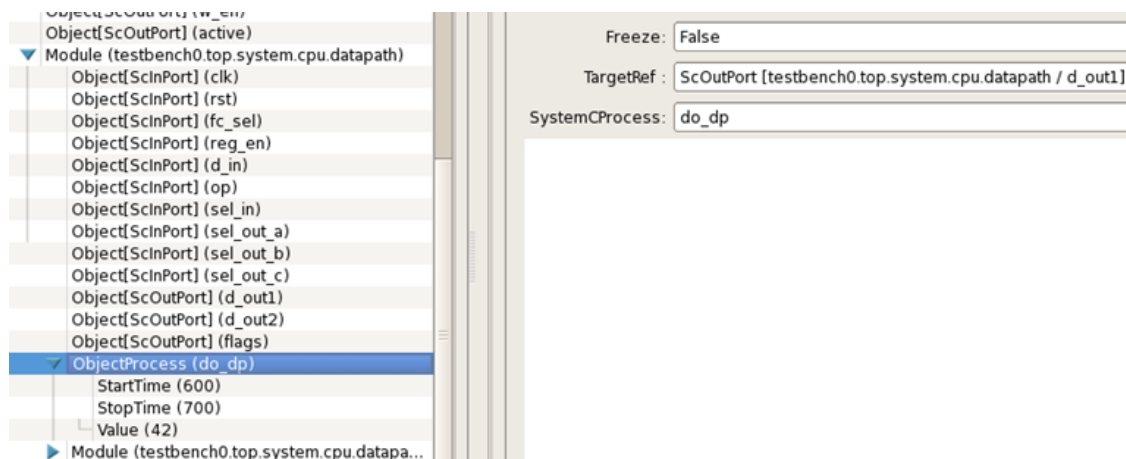 Object[ScOutPort] (w_en)
Object[ScOutPort] (active)
Module (testbench0.top.system.cpu.datapath)
Object[ScInPort] (clk)
Object[ScInPort] (rst)
Object[ScInPort] (fc_sel)
Object[ScInPort] (reg_en)
Object[ScInPort] (d_in)
Object[ScInPort] (op)
Object[ScInPort] (sel_in)
Object[ScInPort] (sel_out_a)
Object[ScInPort] (sel_out_b)
Object[ScInPort] (sel_out_c)
Object[ScOutPort] (d_out1)
Object[ScOutPort] (d_out2)
Object[ScOutPort] (flags)
ObjectProcess (do_dp)
StartTime (600)
StopTime (700)
Value (42)
Module (testbench0.top.system.cpu.datapa...
Freeze: False
TargetRef : ScOutPort [testbench0.top.system.cpu.datapath / d_out1]
SystemCProcess: do_dp